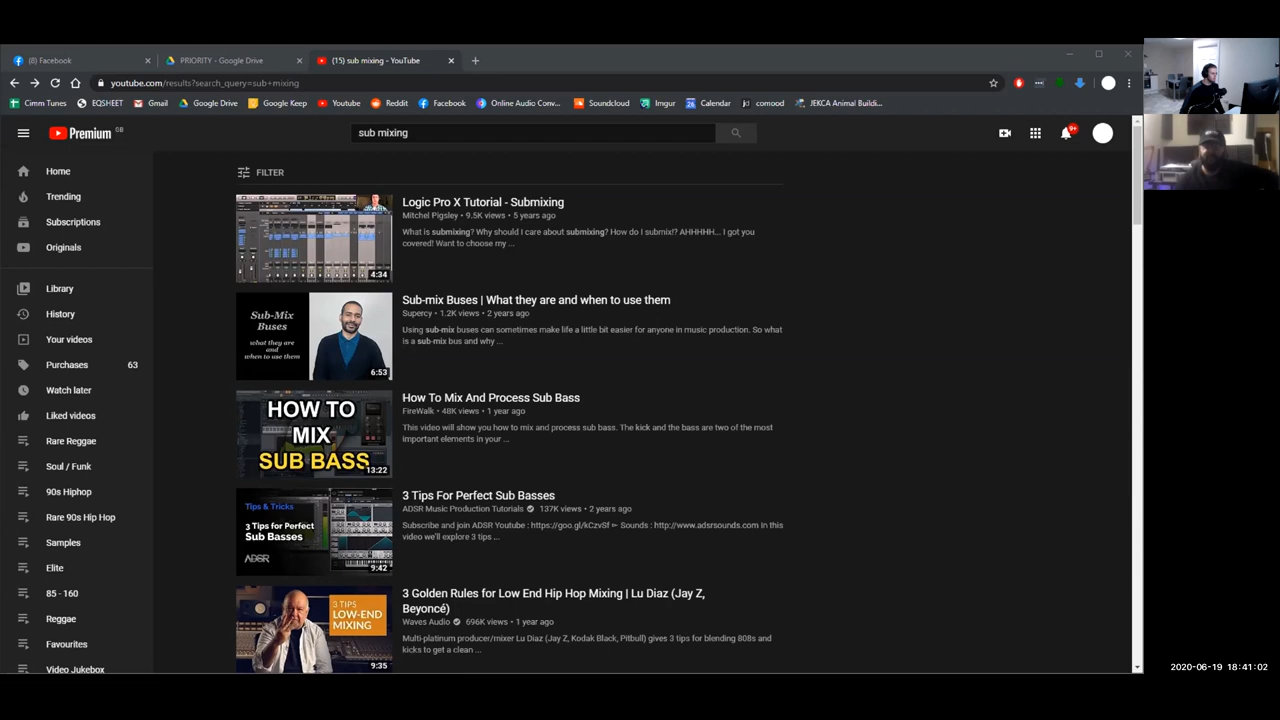 (8) Facebook
PRIORITY - Google Drive
(15) sub mixing - YouTube
youtube.com/results?search_query=sub+mixing
Cimm Tunes
EQSHEET
Gmail
Google Drive
Google Keep
Youtube
Reddit
Facebook
Online Audio Conv...
Soundcloud
Imgur
26
Calendar
comood
JEKCA Animal Buildi...
Premium GB
sub mixing
9+
Home
Trending
Subscriptions
Originals
Library
History
Your videos
Purchases 63
Watch later
Liked videos
Rare Reggae
Soul / Funk
90s Hiphop
Rare 90s Hip Hop
Samples
Elite
85 - 160
Reggae
Favourites
Video Jukebox
FILTER
4:34
Logic Pro X Tutorial - Submixing
Mitchel Pigsley • 9.5K views • 5 years ago
What is submixing? Why should I care about submixing? How do I submix!? AHHHHH... I got you
covered! Want to choose my ...
Sub-Mix
Buses
what they are
and
when to use them
6:53
Sub-mix Buses | What they are and when to use them
Supercy • 1.2K views • 2 years ago
Using sub-mix buses can sometimes make life a little bit easier for anyone in music production. So what
is a sub-mix bus and why ...
HOW TO
MIX
SUB BASS
13:22
How To Mix And Process Sub Bass
FireWalk • 48K views • 1 year ago
This video will show you how to mix and process sub bass. The kick and the bass are two of the most
important elements in your ...
Tips & Tricks
3 Tips for Perfect
Sub Basses
ADSR
9:42
3 Tips For Perfect Sub Basses
ADSR Music Production Tutorials 137K views • 2 years ago
Subscribe and join ADSR Youtube : https://goo.gl/kCzvSf ► Sounds : http://www.adsrsounds.com In this
video we'll explore 3 tips ...
3 TIPS
LOW-END
MIXING
9:35
3 Golden Rules for Low End Hip Hop Mixing | Lu Diaz (Jay Z,
Beyoncé)
Waves Audio 696K views • 1 year ago
Multi-platinum producer/mixer Lu Diaz (Jay Z, Kodak Black, Pitbull) gives 3 tips for blending 808s and
kicks to get a clean ...
2020-06-19 18:41:02